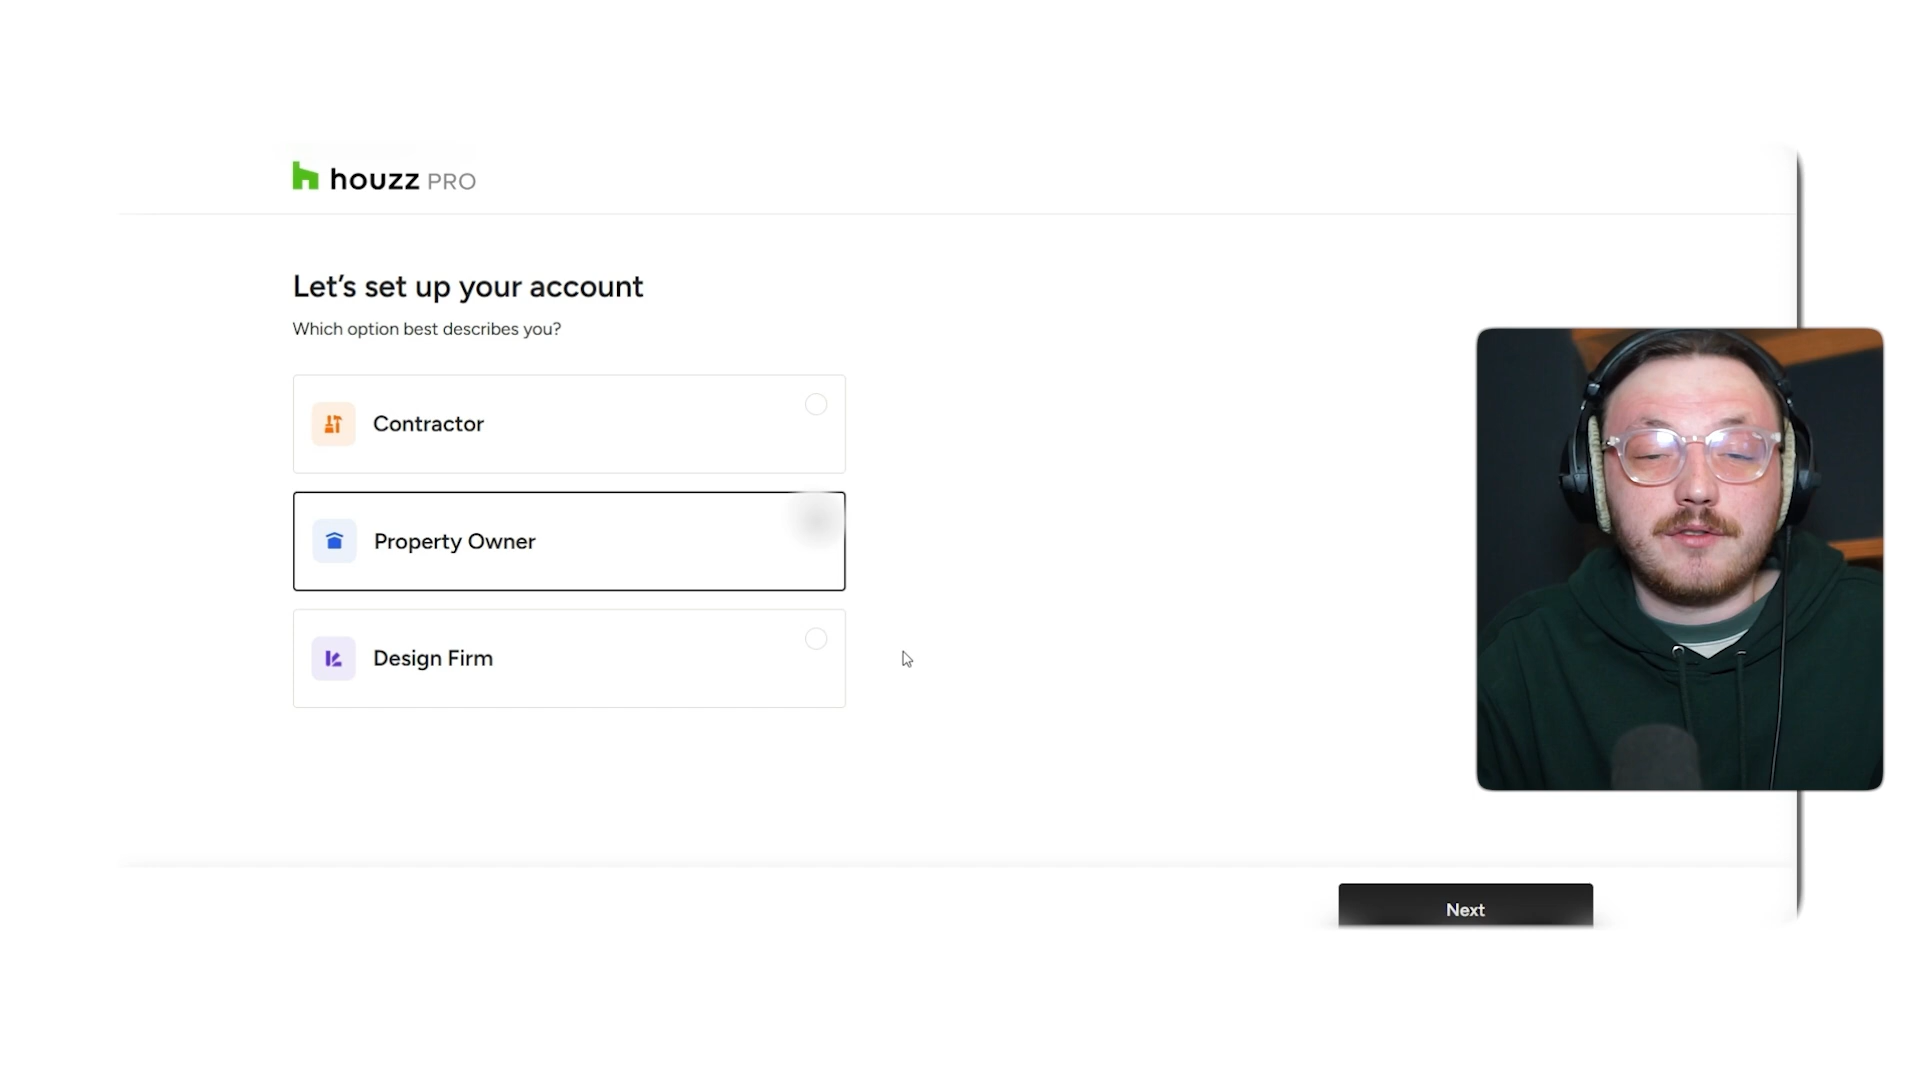 houzz PRO
Let's set up your account
Which option best describes you?
Contractor
Property Owner
Design Firm
Next